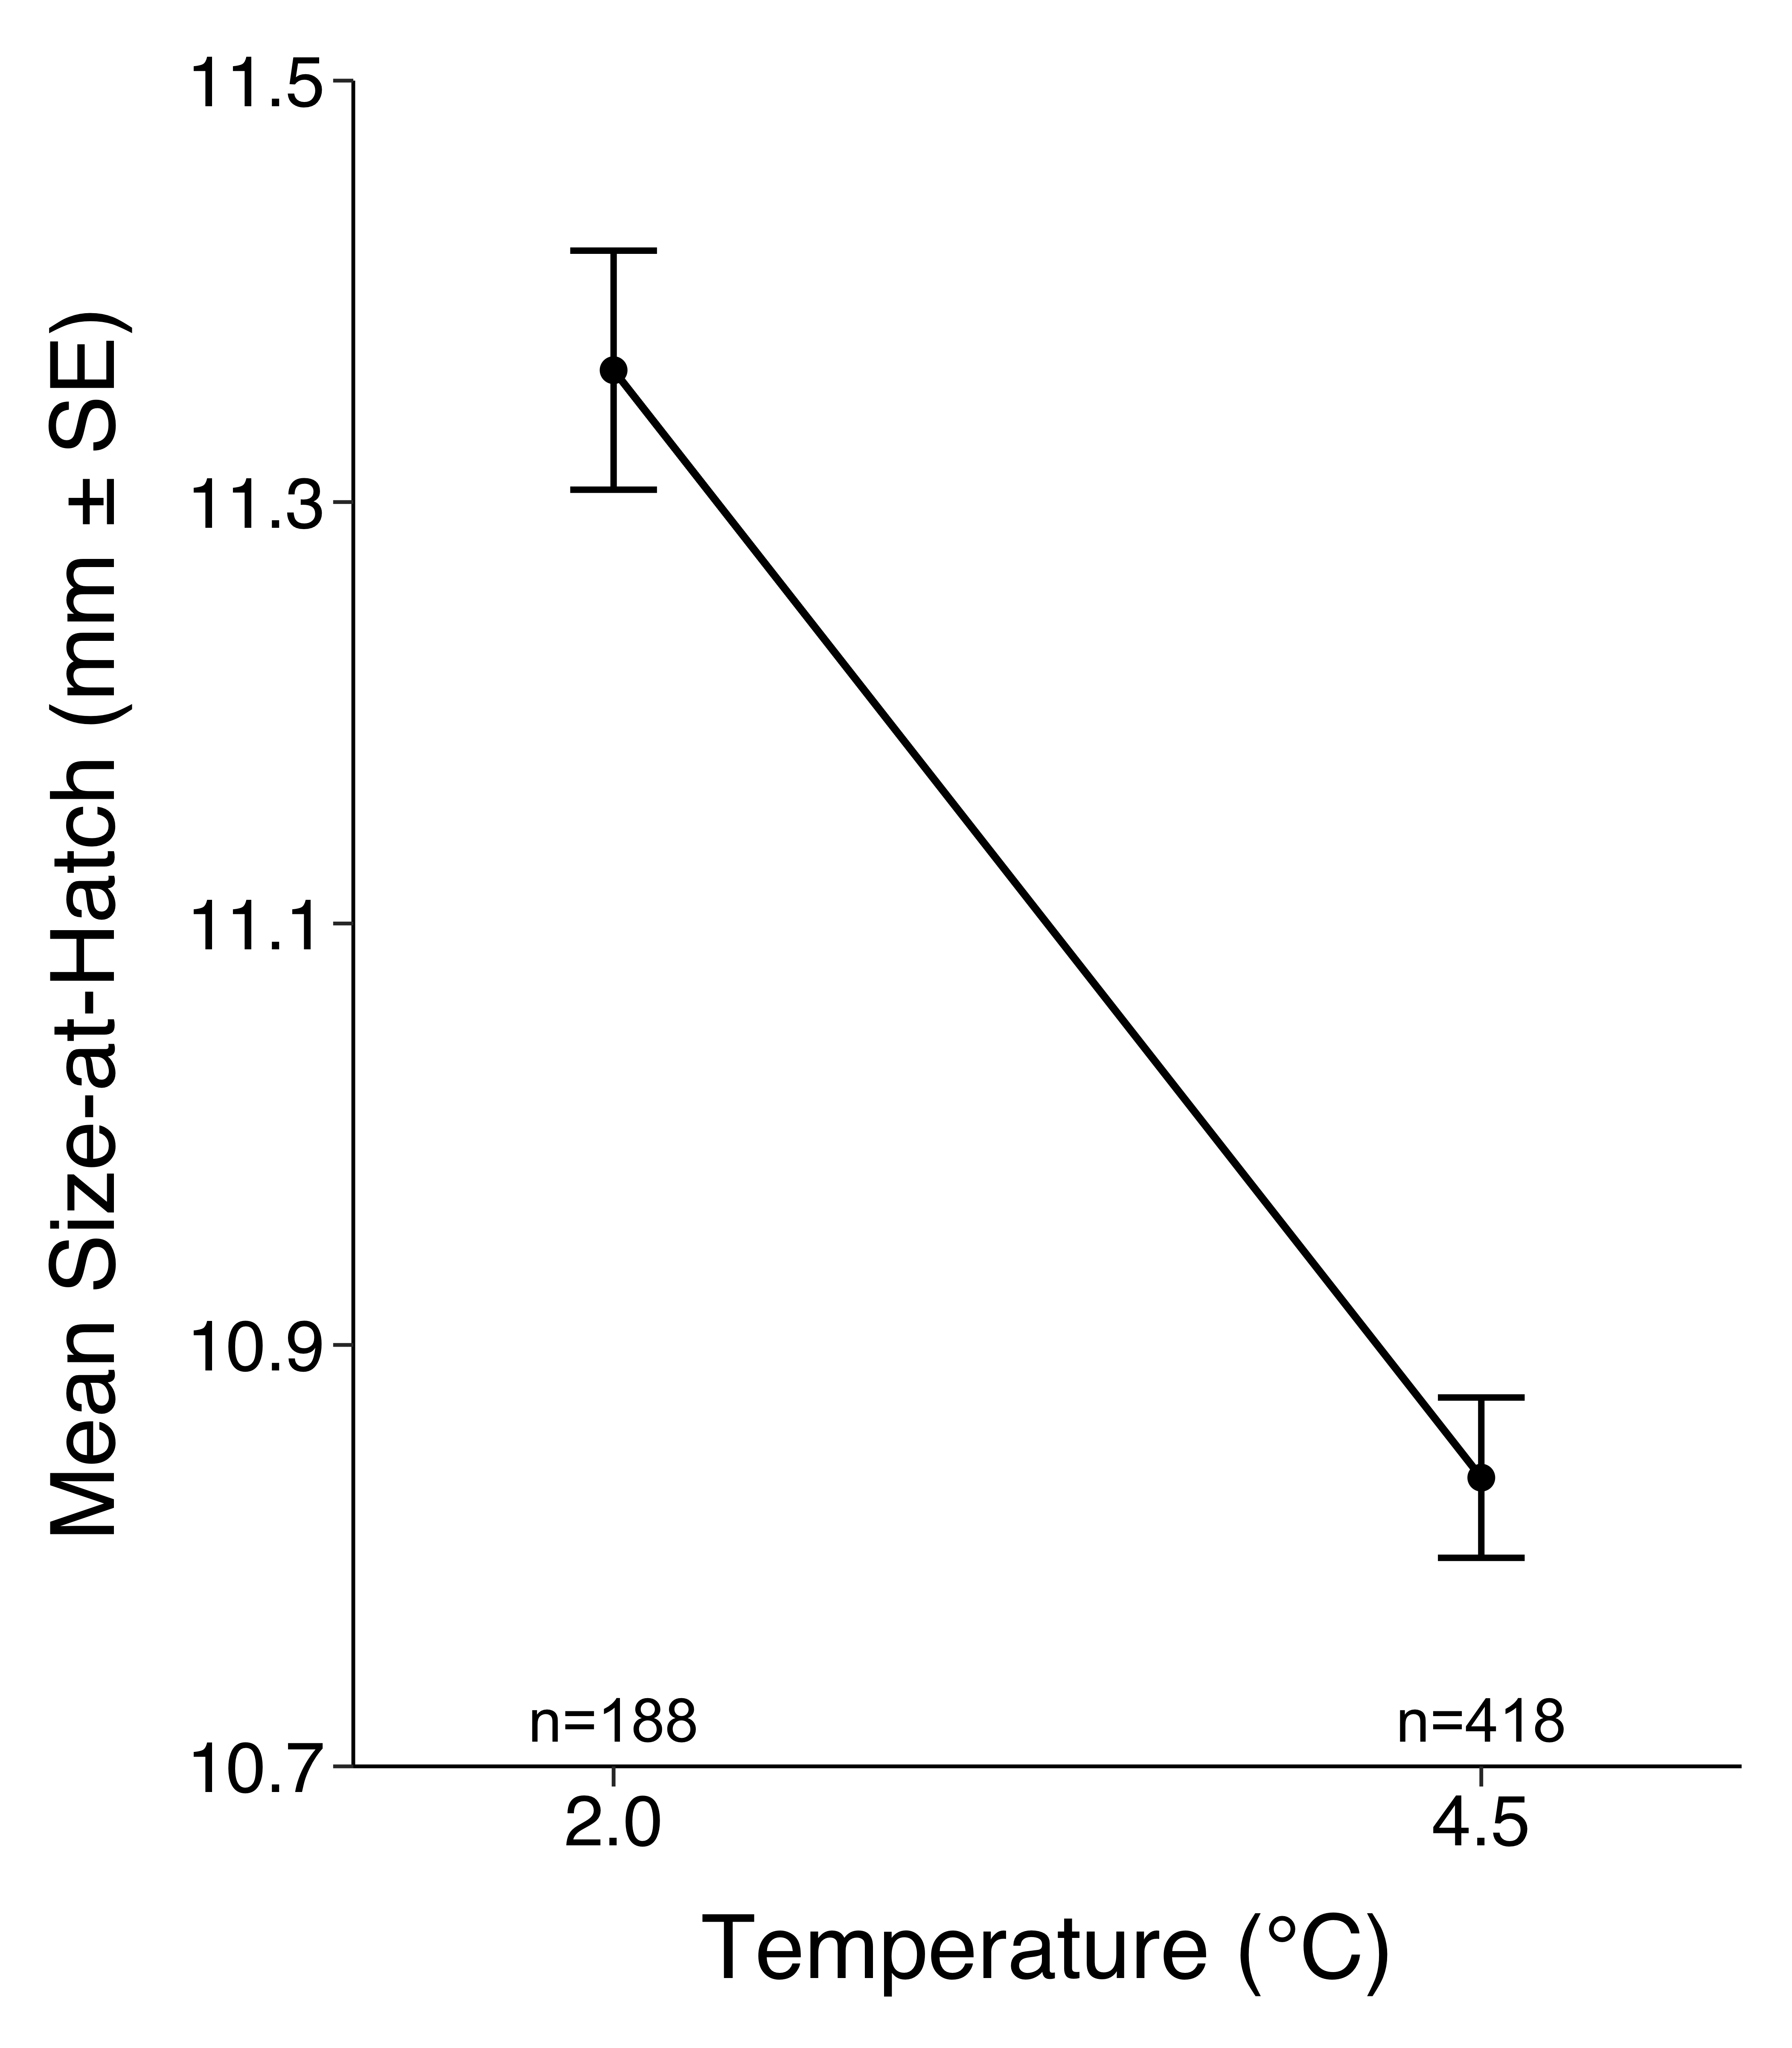 Mean Size-at-Hatch (mm ± SE)
11.5
11.3
11.1
10.9
10.7
n=188 n=418
2.0 4.5
Temperature (°C)